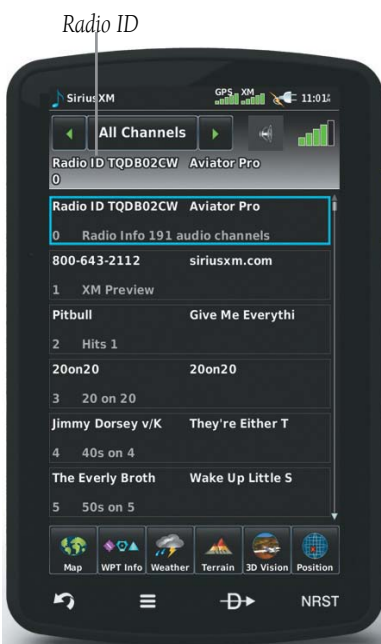 Radio ID
SiriusXM GPS XM 11:01
All Channels
Radio ID TQDB02CW Aviator Pro
0
Radio ID TQDB02CW Aviator Pro
0 Radio Info 191 audio channels
800-643-2112 siriusxm.com
1 XM Preview
Pitbull Give Me Everythi
2 Hits 1
20on20 20on20
3 20 on 20
Jimmy Dorsey v/K They're Either T
4 40s on 4
The Everly Broth Wake Up Little S
5 50s on 5
Map WPT Info Weather Terrain 3D Vision Position
NRST